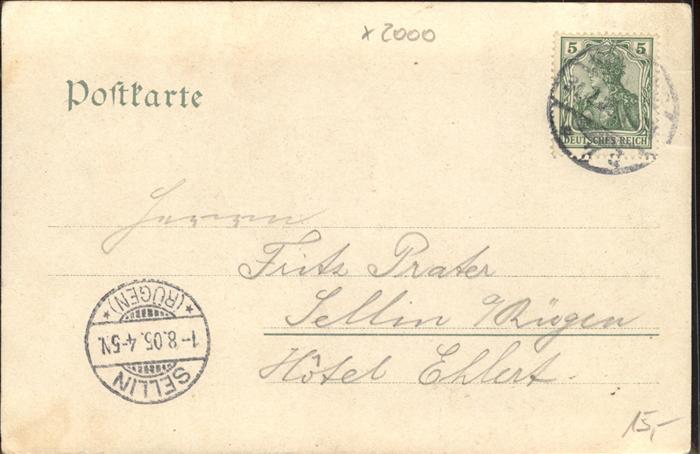 x 2000
5 5
DEUTSCHES REICH
Postkarte
Herrn
Fritz Prater
Sellin a/Rügen
Hôtel Ehlert.
SELLIN
1-8.05.4-5N.
*(RÜGEN)*
15,-